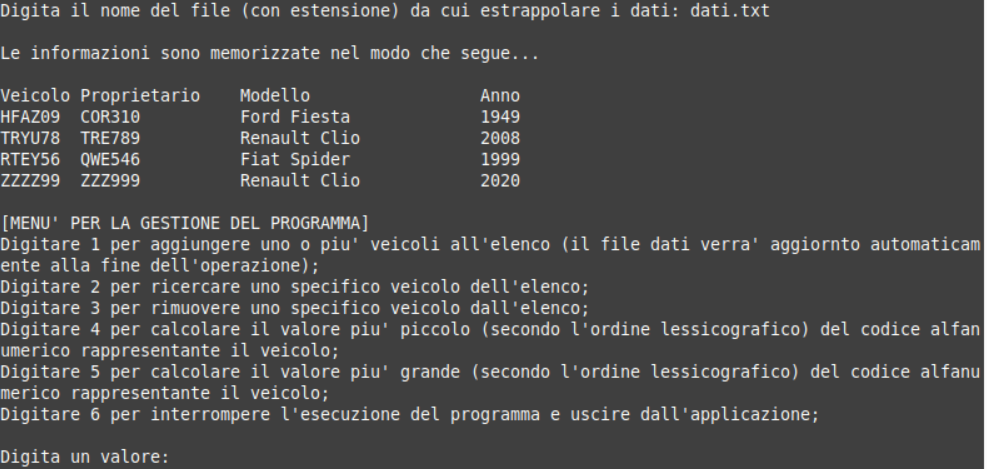 Digita il nome del file (con estensione) da cui estrappolare i dati: dati.txt
Le informazioni sono memorizzate nel modo che segue...
Veicolo Proprietario    Modello                 Anno
HFAZ09  COR310          Ford Fiesta             1949
TRYU78  TRE789          Renault Clio            2008
RTEY56  QWE546          Fiat Spider             1999
ZZZZ99  ZZZ999          Renault Clio            2020
[MENU' PER LA GESTIONE DEL PROGRAMMA]
Digitare 1 per aggiungere uno o piu' veicoli all'elenco (il file dati verra' aggiornto automaticam
ente alla fine dell'operazione);
Digitare 2 per ricercare uno specifico veicolo dell'elenco;
Digitare 3 per rimuovere uno specifico veicolo dall'elenco;
Digitare 4 per calcolare il valore piu' piccolo (secondo l'ordine lessicografico) del codice alfan
umerico rappresentante il veicolo;
Digitare 5 per calcolare il valore piu' grande (secondo l'ordine lessicografico) del codice alfanu
merico rappresentante il veicolo;
Digitare 6 per interrompere l'esecuzione del programma e uscire dall'applicazione;
Digita un valore: